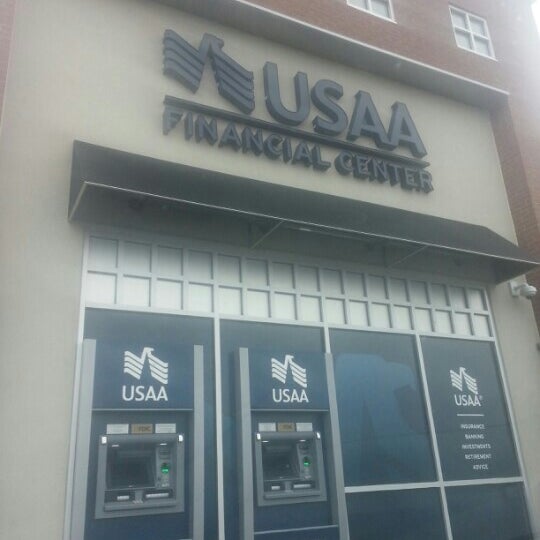 USAA
FINANCIAL CENTER
USAA
USAA
USAA
INSURANCE
BANKING
INVESTMENTS
RETIREMENT
ADVICE